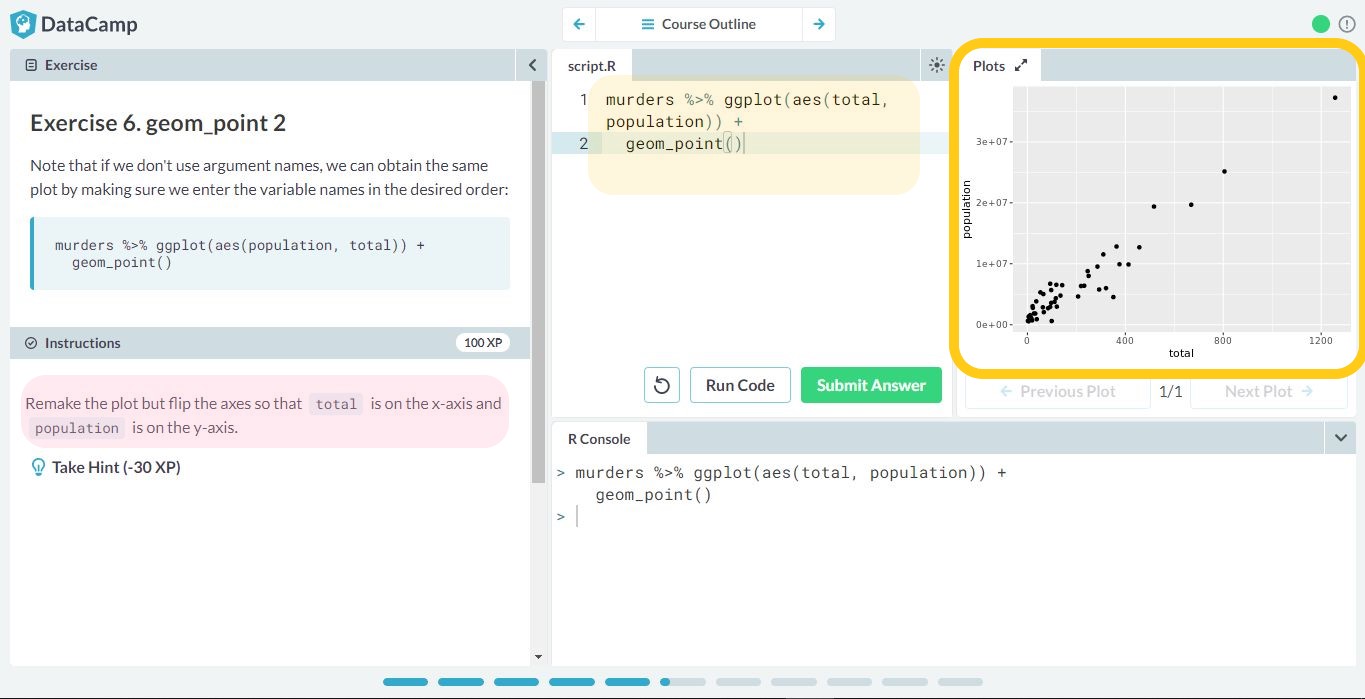 DataCamp
Course Outline
Exercise
Exercise 6. geom_point 2
Note that if we don't use argument names, we can obtain the same
plot by making sure we enter the variable names in the desired order:
murders %>% ggplot(aes(population, total)) +
geom_point()
Instructions
100 XP
Remake the plot but flip the axes so that total is on the x-axis and
population is on the y-axis.
Take Hint (-30 XP)
script.R
1 murders %>% ggplot(aes(total,
population)) +
2 geom_point()
Run Code
Submit Answer
Plots
population
3e+07
2e+07
1e+07
0e+00
0 400 800 1200
total
Previous Plot
1/1
Next Plot
R Console
> murders %>% ggplot(aes(total, population)) +
geom_point()
>